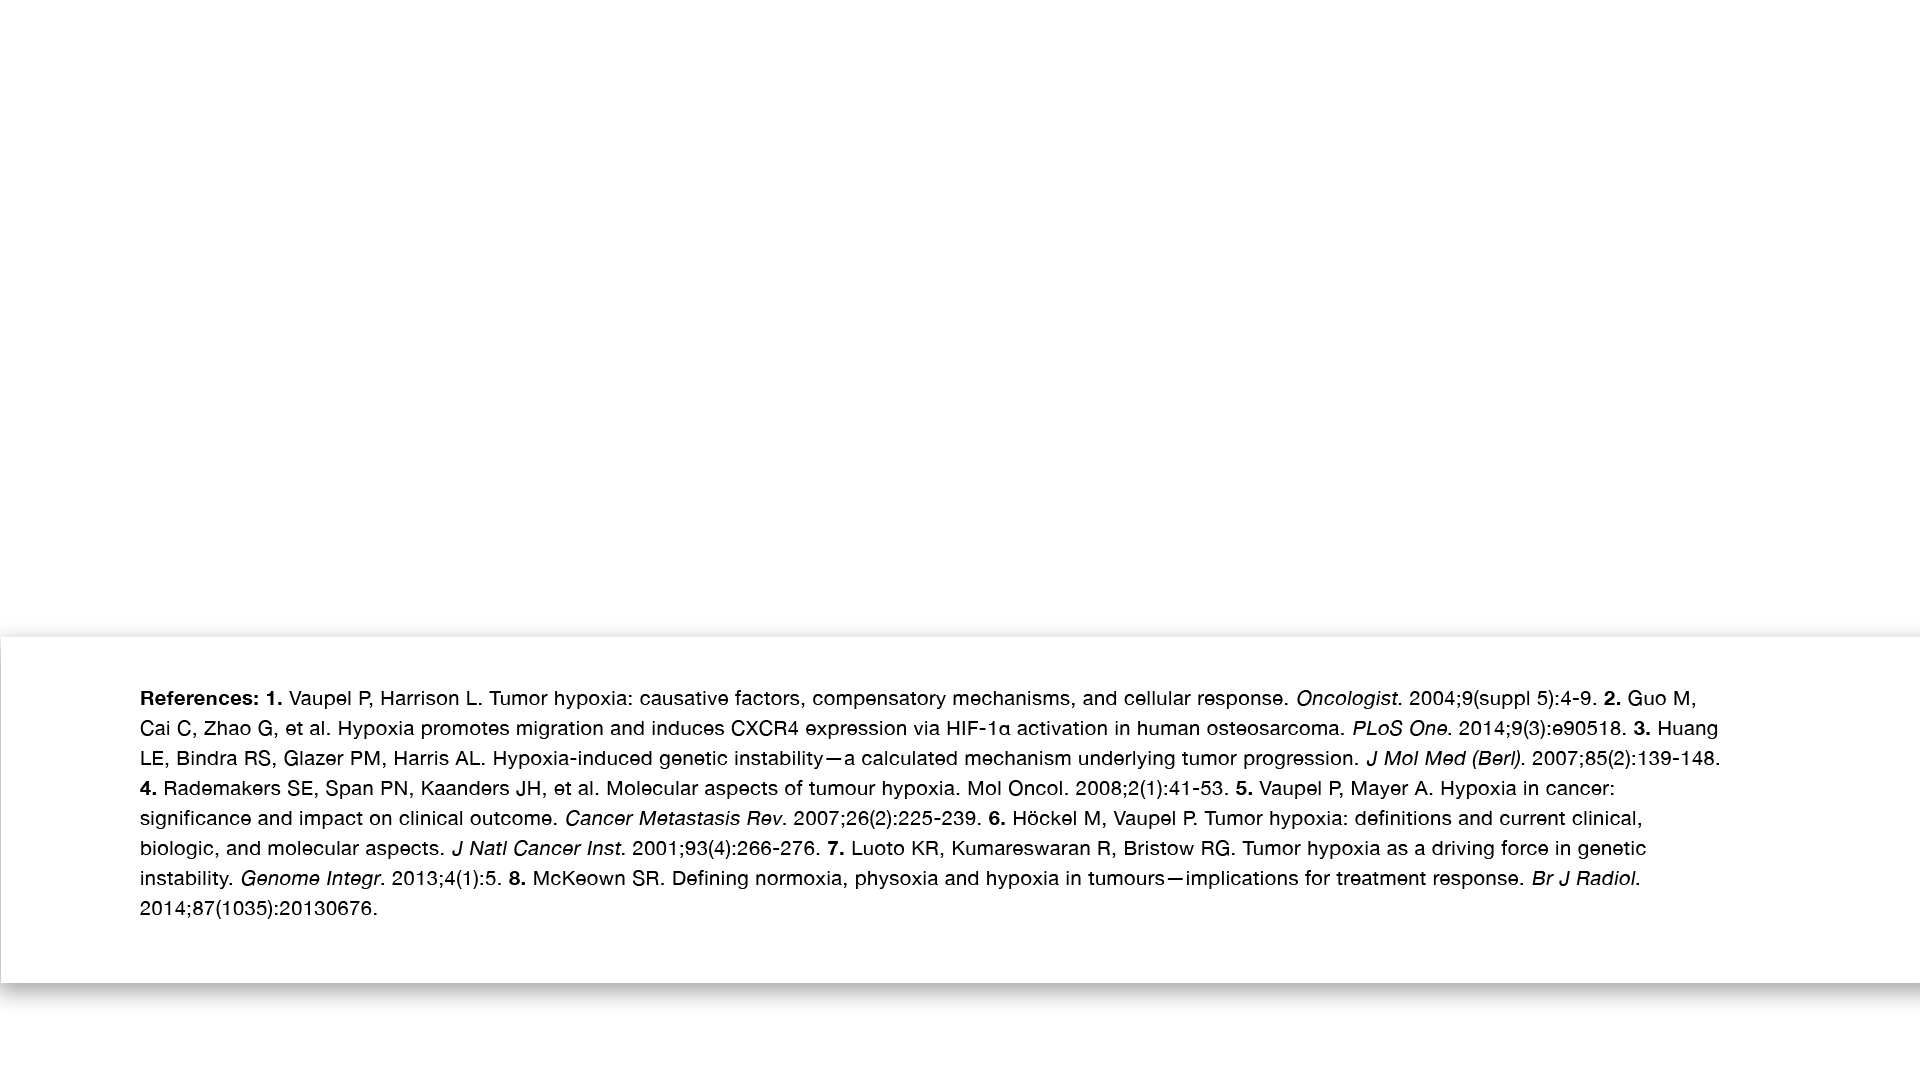 References: 1. Vaupel P, Harrison L. Tumor hypoxia: causative factors, compensatory mechanisms, and cellular response. Oncologist. 2004;9(suppl 5):4-9. 2. Guo M,
Cai C, Zhao G, et al. Hypoxia promotes migration and induces CXCR4 expression via HIF-1α activation in human osteosarcoma. PLoS One. 2014;9(3):e90518. 3. Huang
LE, Bindra RS, Glazer PM, Harris AL. Hypoxia-induced genetic instability—a calculated mechanism underlying tumor progression. J Mol Med (Berl). 2007;85(2):139-148.
4. Rademakers SE, Span PN, Kaanders JH, et al. Molecular aspects of tumour hypoxia. Mol Oncol. 2008;2(1):41-53. 5. Vaupel P, Mayer A. Hypoxia in cancer:
significance and impact on clinical outcome. Cancer Metastasis Rev. 2007;26(2):225-239. 6. Höckel M, Vaupel P. Tumor hypoxia: definitions and current clinical,
biologic, and molecular aspects. J Natl Cancer Inst. 2001;93(4):266-276. 7. Luoto KR, Kumareswaran R, Bristow RG. Tumor hypoxia as a driving force in genetic
instability. Genome Integr. 2013;4(1):5. 8. McKeown SR. Defining normoxia, physoxia and hypoxia in tumours—implications for treatment response. Br J Radiol.
2014;87(1035):20130676.